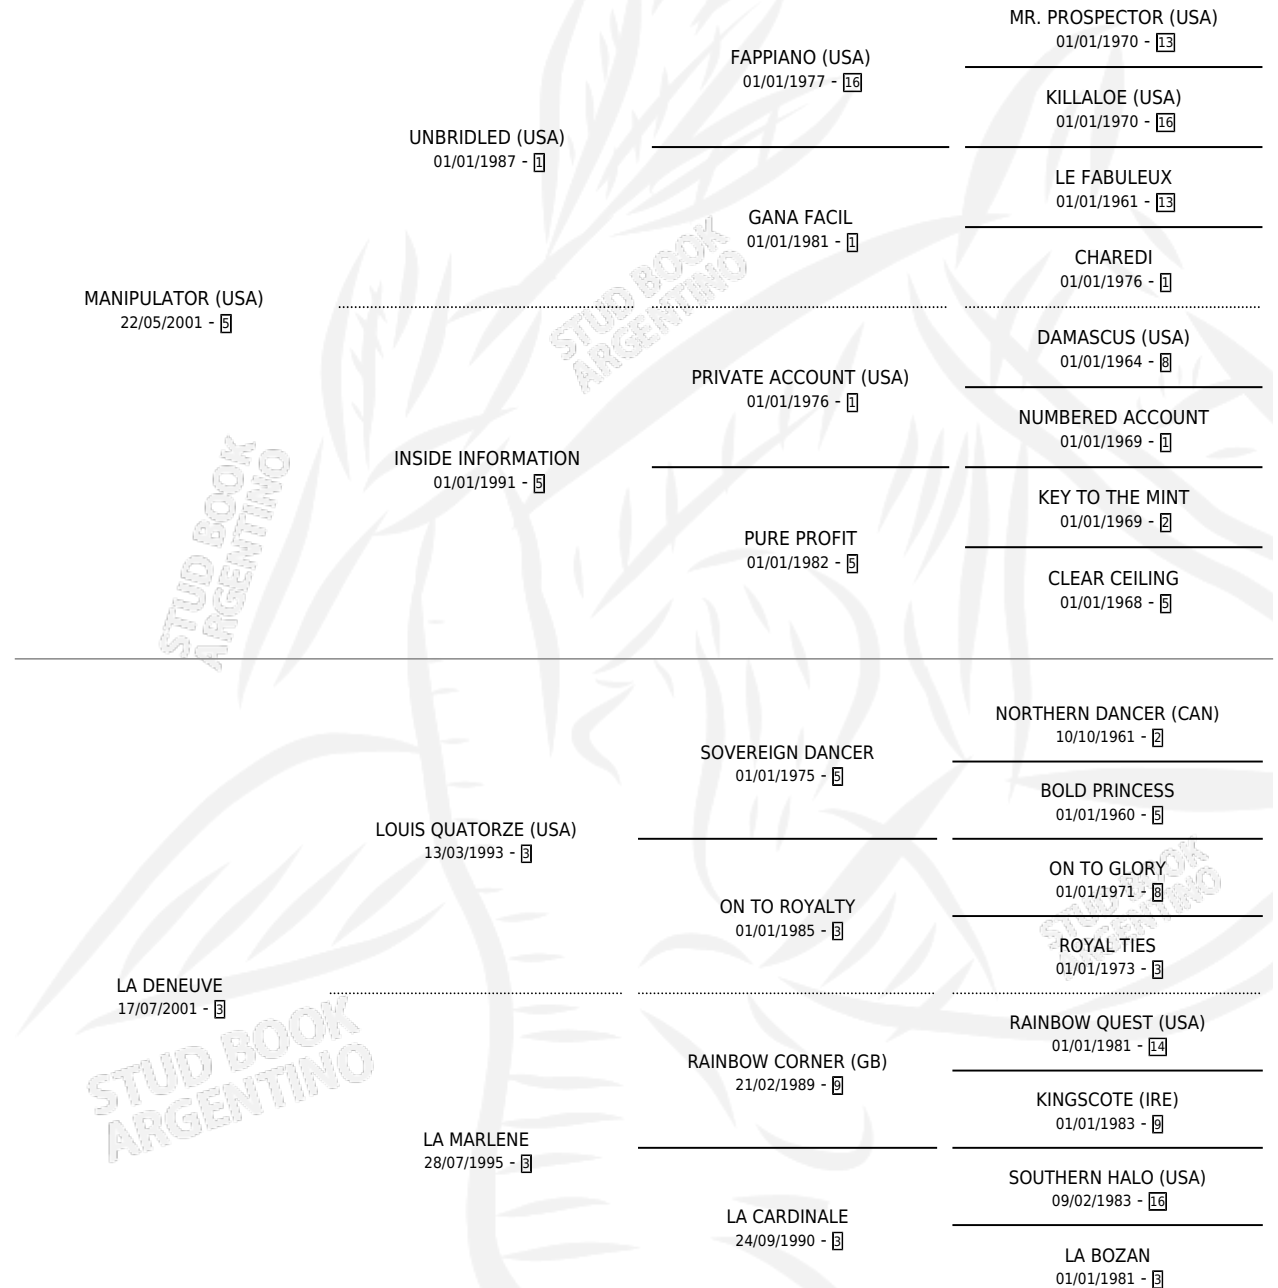 MR. PROSPECTOR (USA)
01/01/1970 - 13
FAPPIANO (USA)
01/01/1977 - 16
KILLALOE (USA)
01/01/1970 - 16
UNBRIDLED (USA)
01/01/1987 - 1
LE FABULEUX
01/01/1961 - 13
GANA FACIL
01/01/1981 - 1
CHAREDI
01/01/1976 - 1
MANIPULATOR (USA)
22/05/2001 - 5
STUD BOOK
ARGENTINO
DAMASCUS (USA)
01/01/1964 - 8
PRIVATE ACCOUNT (USA)
01/01/1976 - 1
NUMBERED ACCOUNT
01/01/1969 - 1
INSIDE INFORMATION
01/01/1991 - 5
KEY TO THE MINT
01/01/1969 - 2
PURE PROFIT
01/01/1982 - 5
CLEAR CEILING
01/01/1968 - 5
STUD BOOK
ARGENTINO
NORTHERN DANCER (CAN)
10/10/1961 - 2
SOVEREIGN DANCER
01/01/1975 - 5
BOLD PRINCESS
01/01/1960 - 5
LOUIS QUATORZE (USA)
13/03/1993 - 3
ON TO GLORY
01/01/1971 - 8
ON TO ROYALTY
01/01/1985 - 3
ROYAL TIES
01/01/1973 - 3
STUD BOOK
ARGENTINO
LA DENEUVE
17/07/2001 - 3
RAINBOW QUEST (USA)
01/01/1981 - 14
RAINBOW CORNER (GB)
21/02/1989 - 9
KINGSCOTE (IRE)
01/01/1983 - 9
STUD BOOK
ARGENTINO
LA MARLENE
28/07/1995 - 3
SOUTHERN HALO (USA)
09/02/1983 - 16
LA CARDINALE
24/09/1990 - 3
LA BOZAN
01/01/1981 - 3